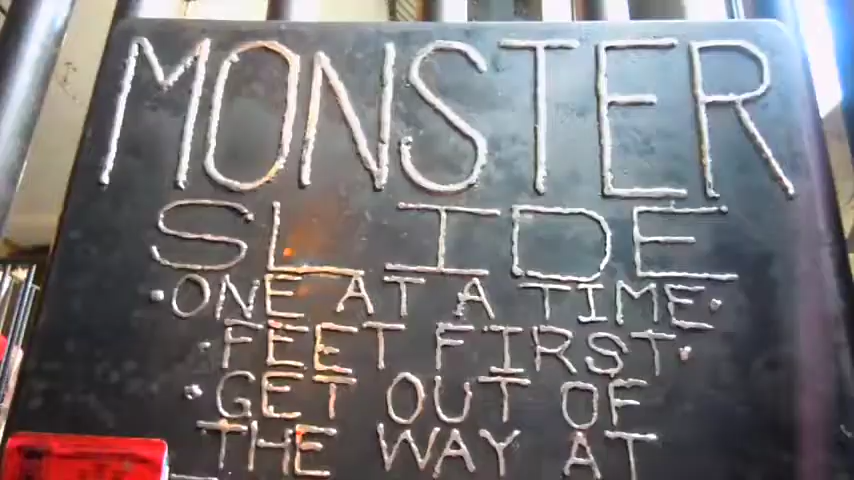 MONSTER
SLIDE
·ONE AT A TIME·
·FEET FIRST·
·GET OUT OF
THE WAY AT